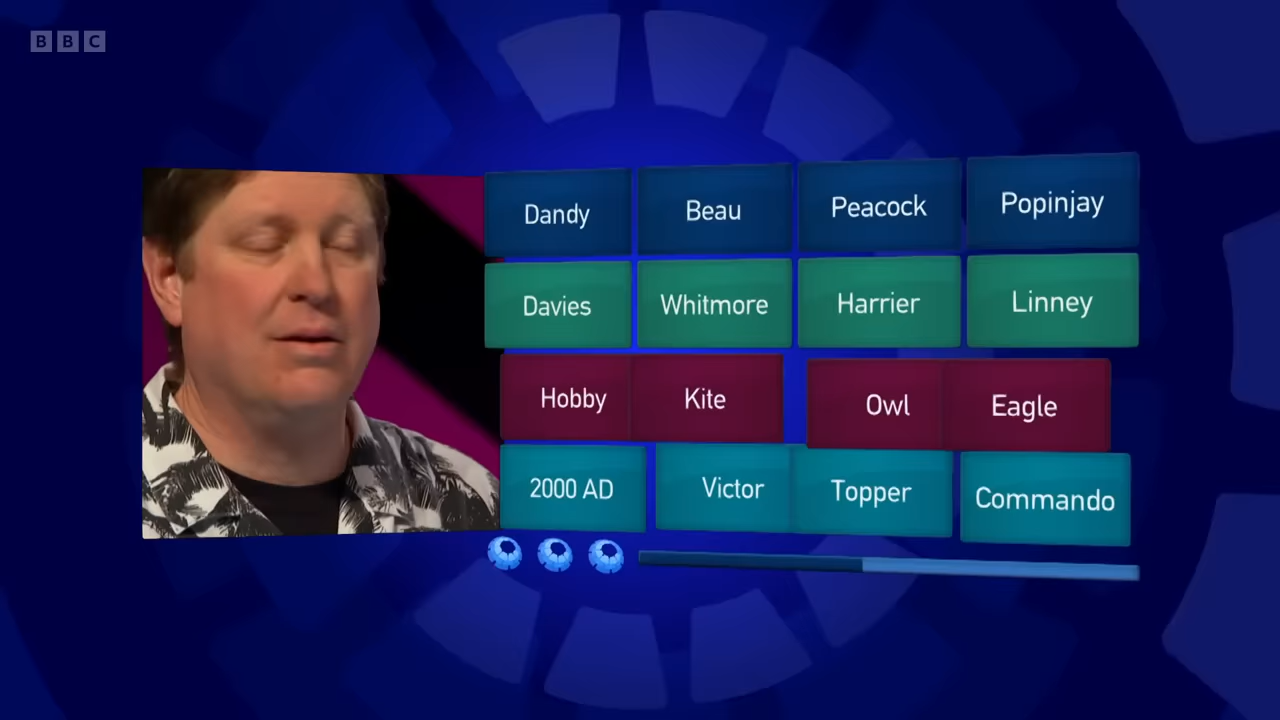 BBC
Dandy Beau Peacock Popinjay
Davies Whitmore Harrier Linney
Hobby Kite Owl Eagle
2000 AD Victor Topper Commando